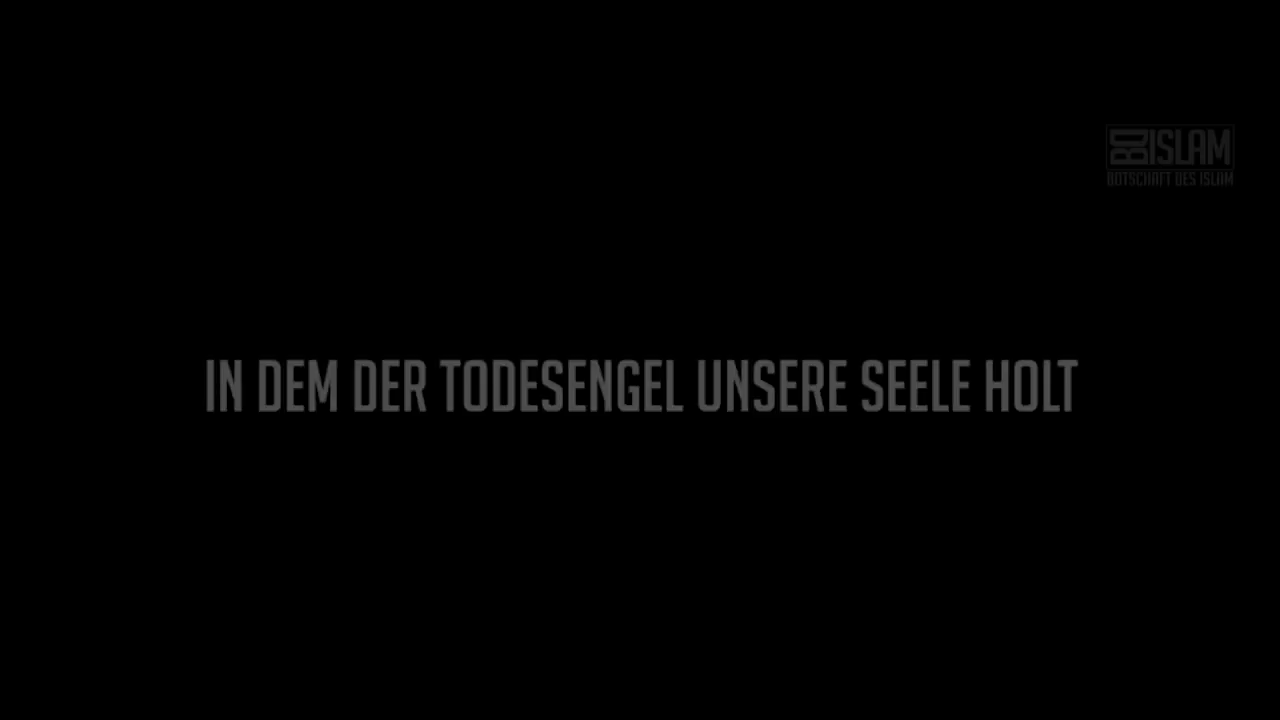 BDISLAM
BOTSCHAFT DES ISLAM
IN DEM DER TODESENGEL UNSERE SEELE HOLT